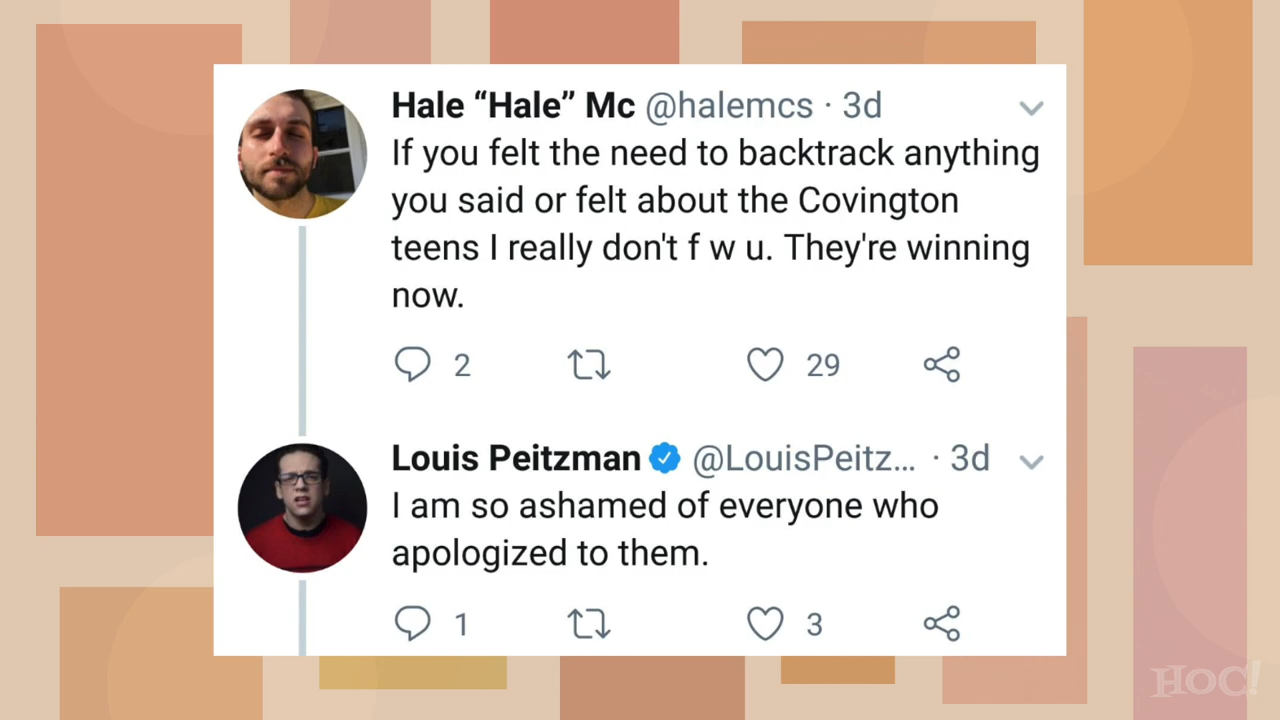 Hale “Hale” Mc @halemcs · 3d
If you felt the need to backtrack anything
you said or felt about the Covington
teens I really don't f w u. They're winning
now.
2 29
Louis Peitzman @LouisPeitz... · 3d
I am so ashamed of everyone who
apologized to them.
1 3
HOC!